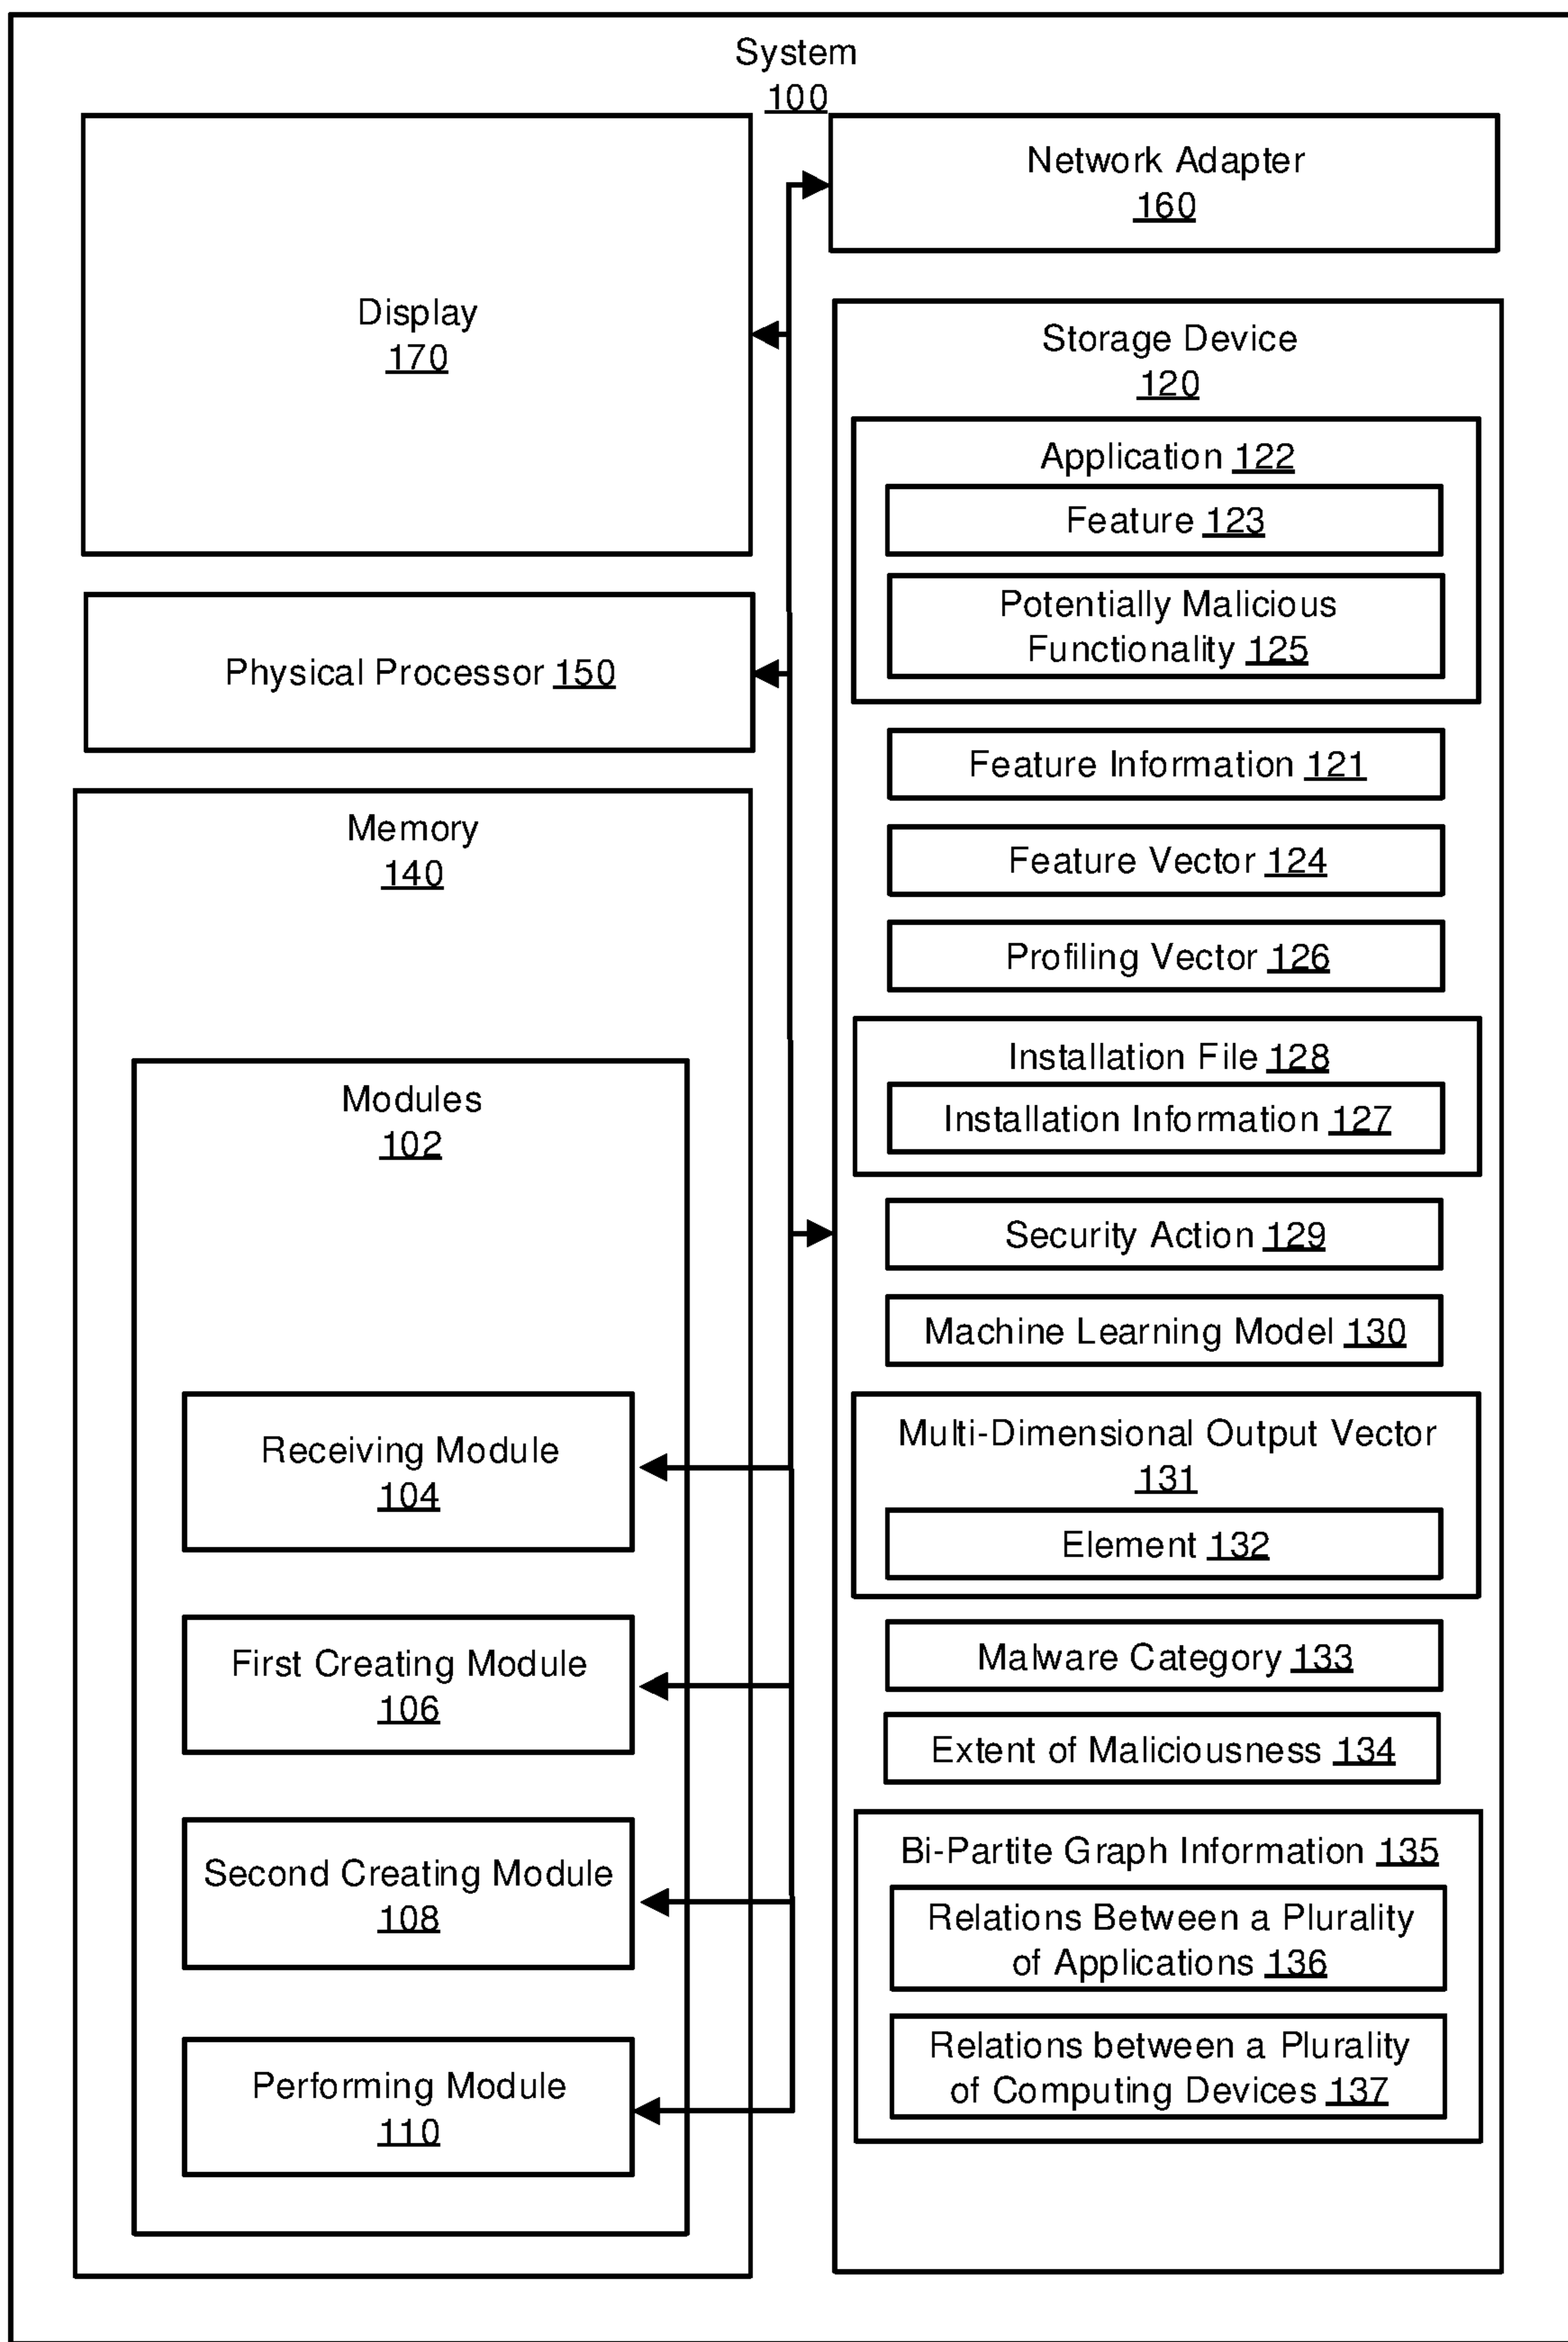 System
100
Display
170
Physical Processor 150
Memory
140
Modules
102
Receiving Module
104
First Creating Module
106
Second Creating Module
108
Performing Module
110
Network Adapter
160
Storage Device
120
Application 122
Feature 123
Potentially Malicious
Functionality 125
Feature Information 121
Feature Vector 124
Profiling Vector 126
Installation File 128
Installation Information 127
Security Action 129
Machine Learning Model 130
Multi-Dimensional Output Vector
131
Element 132
Malware Category 133
Extent of Maliciousness 134
Bi-Partite Graph Information 135
Relations Between a Plurality
of Applications 136
Relations between a Plurality
of Computing Devices 137